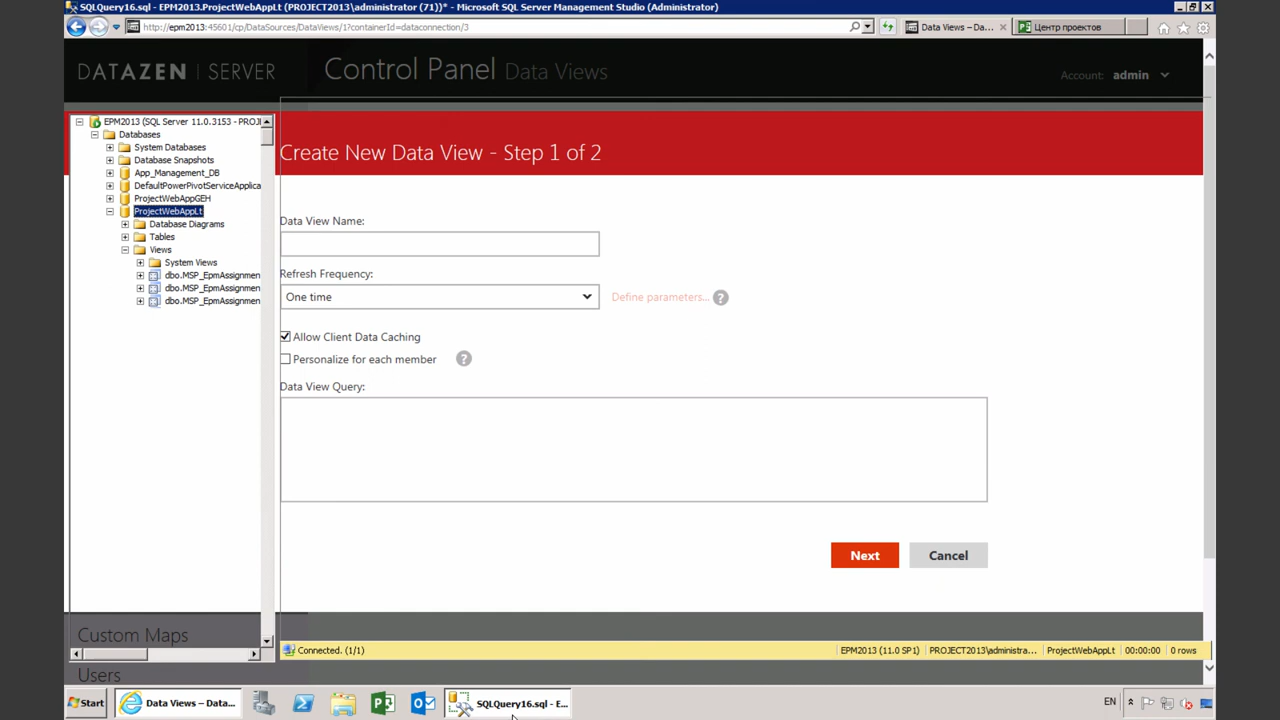 SQLQuery16.sql - EPM2013.ProjectWebAppLt (PROJECT2013\administrator (71))* - Microsoft SQL Server Management Studio (Administrator)
http://epm2013:45601/cp/DataSources/DataViews/1?containerId=dataconnection/3
Data Views – Da...
Центр проектов
DATAZEN | SERVER
Control Panel Data Views
Account: admin
EPM2013 (SQL Server 11.0.3153 - PROJ
Databases
System Databases
Database Snapshots
App_Management_DB
DefaultPowerPivotServiceApplica
ProjectWebAppGEH
ProjectWebAppLt
Database Diagrams
Tables
Views
System Views
dbo.MSP_EpmAssignmen
dbo.MSP_EpmAssignmen
dbo.MSP_EpmAssignmen
Create New Data View - Step 1 of 2
Data View Name:
Refresh Frequency:
One time
Define parameters... ?
Allow Client Data Caching
Personalize for each member ?
Data View Query:
Next
Cancel
Custom Maps
Users
Connected. (1/1)
EPM2013 (11.0 SP1)
PROJECT2013\administra...
ProjectWebAppLt
00:00:00
0 rows
Start
Data Views – Data...
SQLQuery16.sql - E...
EN